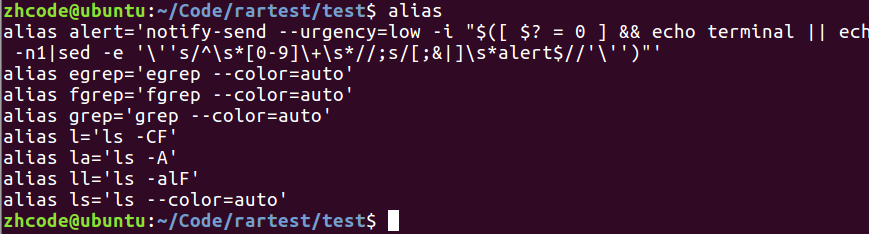 zhcode@ubuntu:~/Code/rartest/test$ alias
alias alert='notify-send --urgency=low -i "$([ $? = 0 ] && echo terminal || ech
 -n1|sed -e '\''s/^\s*[0-9]\+\s*//;s/[;&|]\s*alert$//'\'')"'
alias egrep='egrep --color=auto'
alias fgrep='fgrep --color=auto'
alias grep='grep --color=auto'
alias l='ls -CF'
alias la='ls -A'
alias ll='ls -alF'
alias ls='ls --color=auto'
zhcode@ubuntu:~/Code/rartest/test$